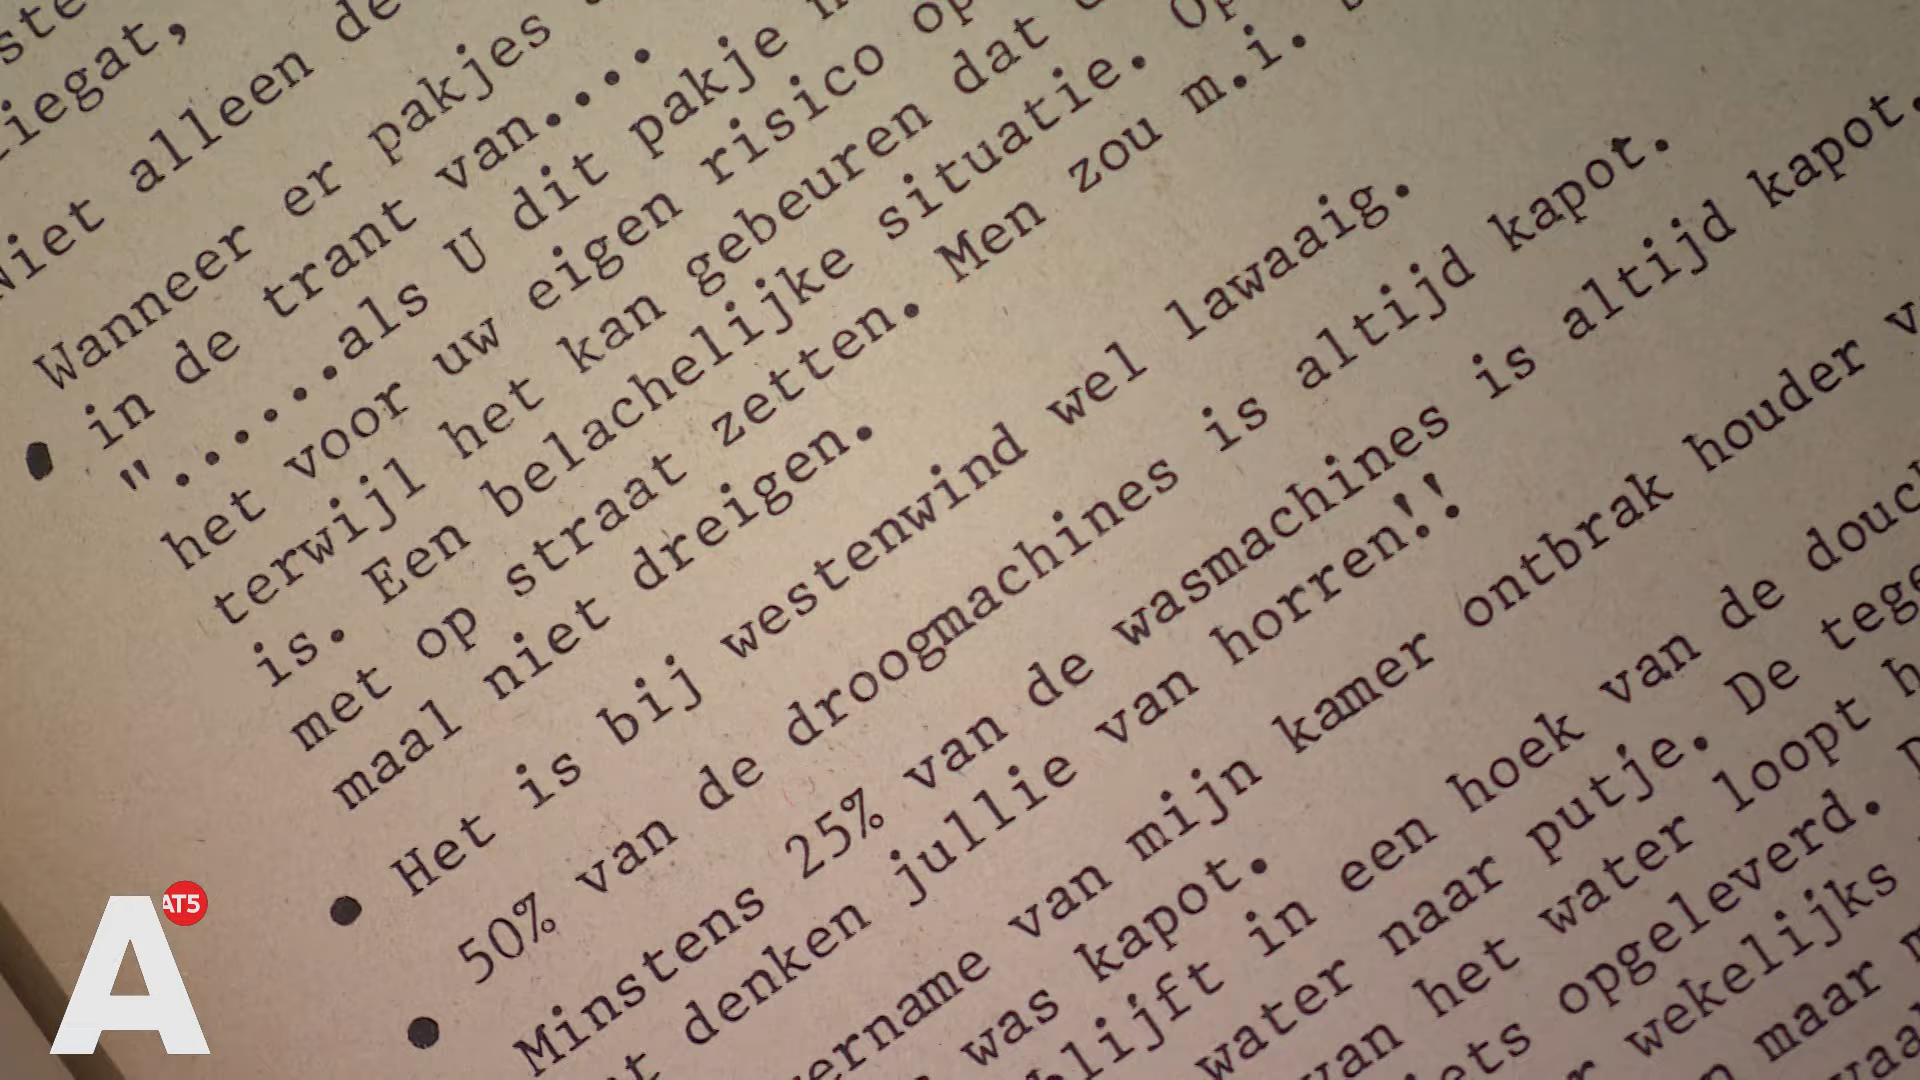 liegat,
Niet alleen de
Wanneer er pakjes
in de trant van....
"......als U dit pakje
het voor uw eigen risico op
terwijl het kan gebeuren dat
is. Een belachelijke situatie. Op
met op straat zetten. Men zou m.i.
maal niet dreigen.
Het is bij westenwind wel lawaaig.
50% van de droogmachines is altijd kapot.
Minstens 25% van de wasmachines is altijd kapot.
denken jullie van horren!!
van mijn kamer ontbrak houder
was kapot.
in een hoek van de
water naar putje. De
van het water loopt
opgeleverd.
wekelijks
maar
A AT5